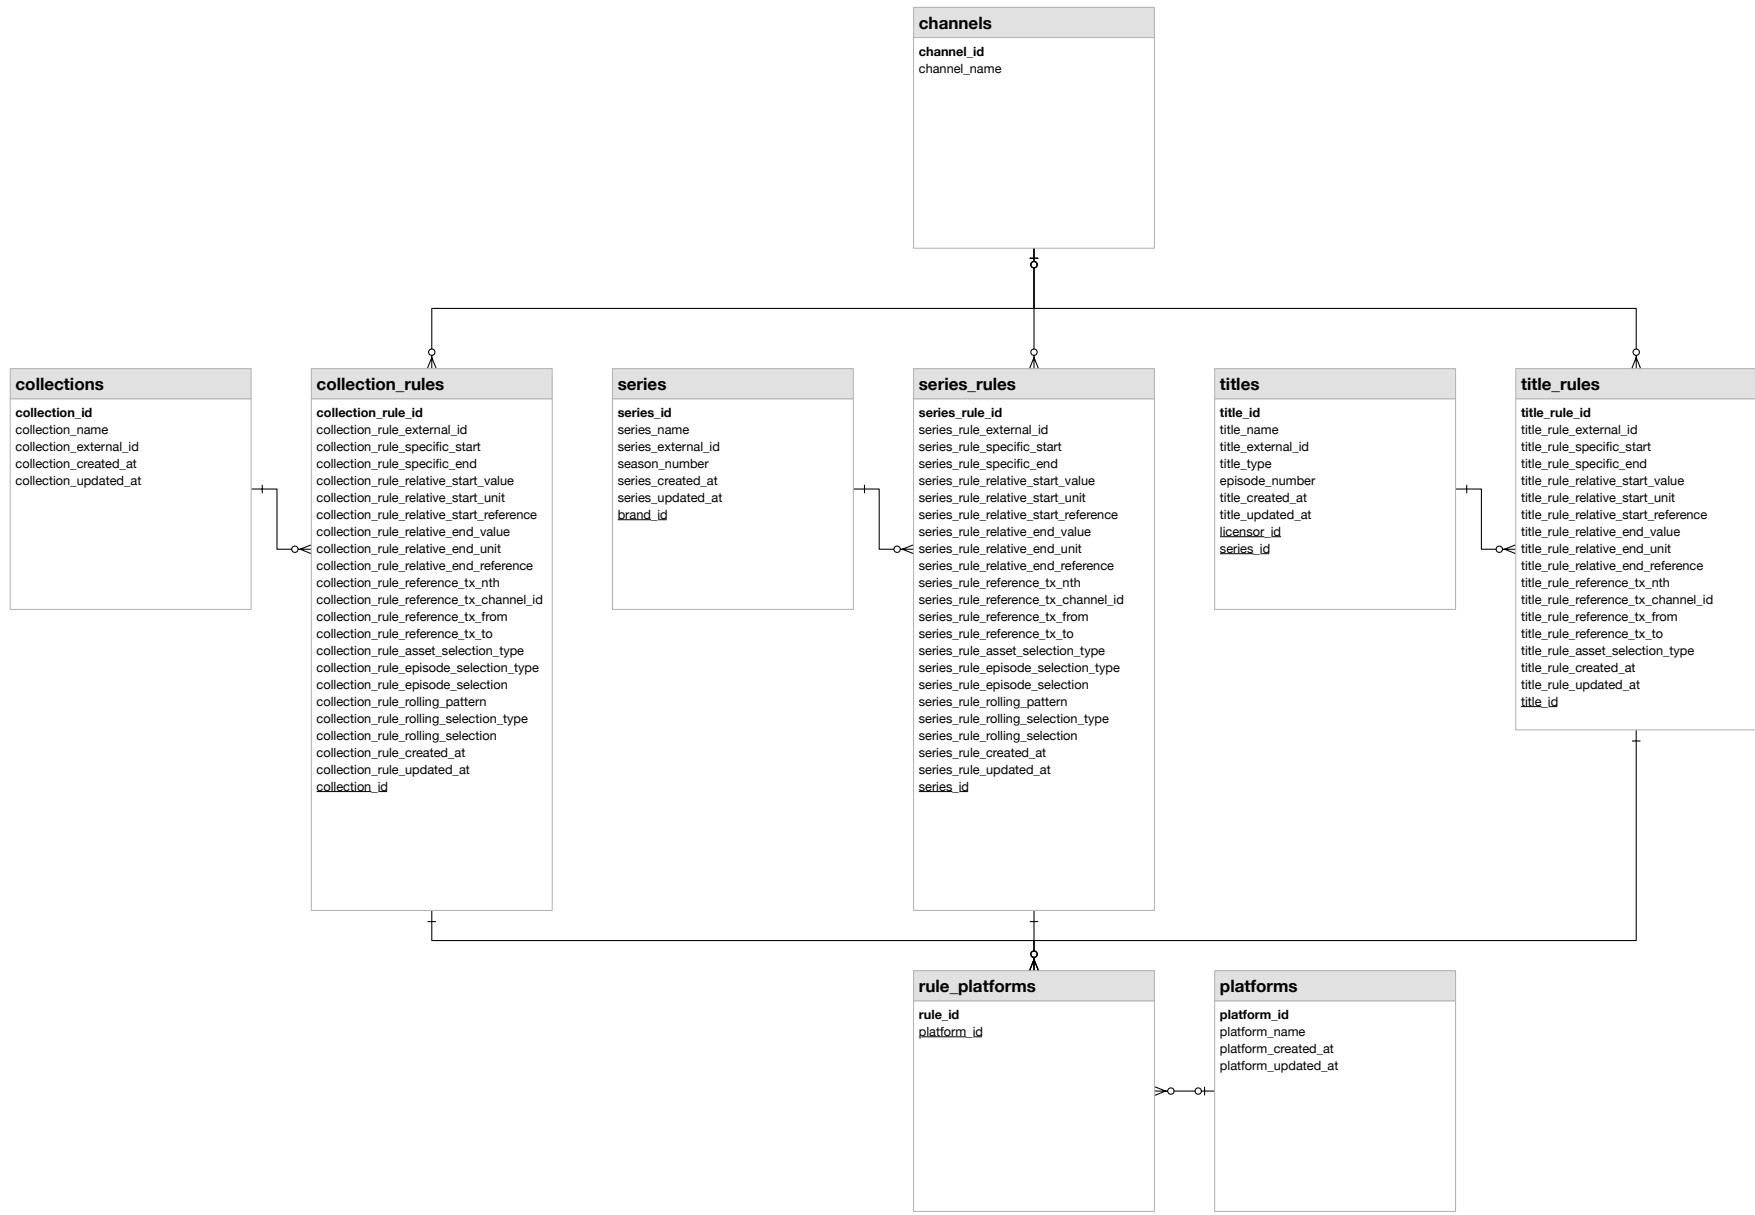 channels
channel_id
channel_name
collections
collection_id
collection_name
collection_external_id
collection_created_at
collection_updated_at
collection_rules
collection_rule_id
collection_rule_external_id
collection_rule_specific_start
collection_rule_specific_end
collection_rule_relative_start_value
collection_rule_relative_start_unit
collection_rule_relative_start_reference
collection_rule_relative_end_value
collection_rule_relative_end_unit
collection_rule_relative_end_reference
collection_rule_reference_tx_nth
collection_rule_reference_tx_channel_id
collection_rule_reference_tx_from
collection_rule_reference_tx_to
collection_rule_asset_selection_type
collection_rule_episode_selection_type
collection_rule_episode_selection
collection_rule_rolling_pattern
collection_rule_rolling_selection_type
collection_rule_rolling_selection
collection_rule_created_at
collection_rule_updated_at
collection_id
series
series_id
series_name
series_external_id
season_number
series_created_at
series_updated_at
brand_id
series_rules
series_rule_id
series_rule_external_id
series_rule_specific_start
series_rule_specific_end
series_rule_relative_start_value
series_rule_relative_start_unit
series_rule_relative_start_reference
series_rule_relative_end_value
series_rule_relative_end_unit
series_rule_relative_end_reference
series_rule_reference_tx_nth
series_rule_reference_tx_channel_id
series_rule_reference_tx_from
series_rule_reference_tx_to
series_rule_asset_selection_type
series_rule_episode_selection_type
series_rule_episode_selection
series_rule_rolling_pattern
series_rule_rolling_selection_type
series_rule_rolling_selection
series_rule_created_at
series_rule_updated_at
series_id
titles
title_id
title_name
title_external_id
title_type
episode_number
title_created_at
title_updated_at
licensor_id
series_id
title_rules
title_rule_id
title_rule_external_id
title_rule_specific_start
title_rule_specific_end
title_rule_relative_start_value
title_rule_relative_start_unit
title_rule_relative_start_reference
title_rule_relative_end_value
title_rule_relative_end_unit
title_rule_relative_end_reference
title_rule_reference_tx_nth
title_rule_reference_tx_channel_id
title_rule_reference_tx_from
title_rule_reference_tx_to
title_rule_asset_selection_type
title_rule_created_at
title_rule_updated_at
title_id
rule_platforms
rule_id
platform_id
platforms
platform_id
platform_name
platform_created_at
platform_updated_at